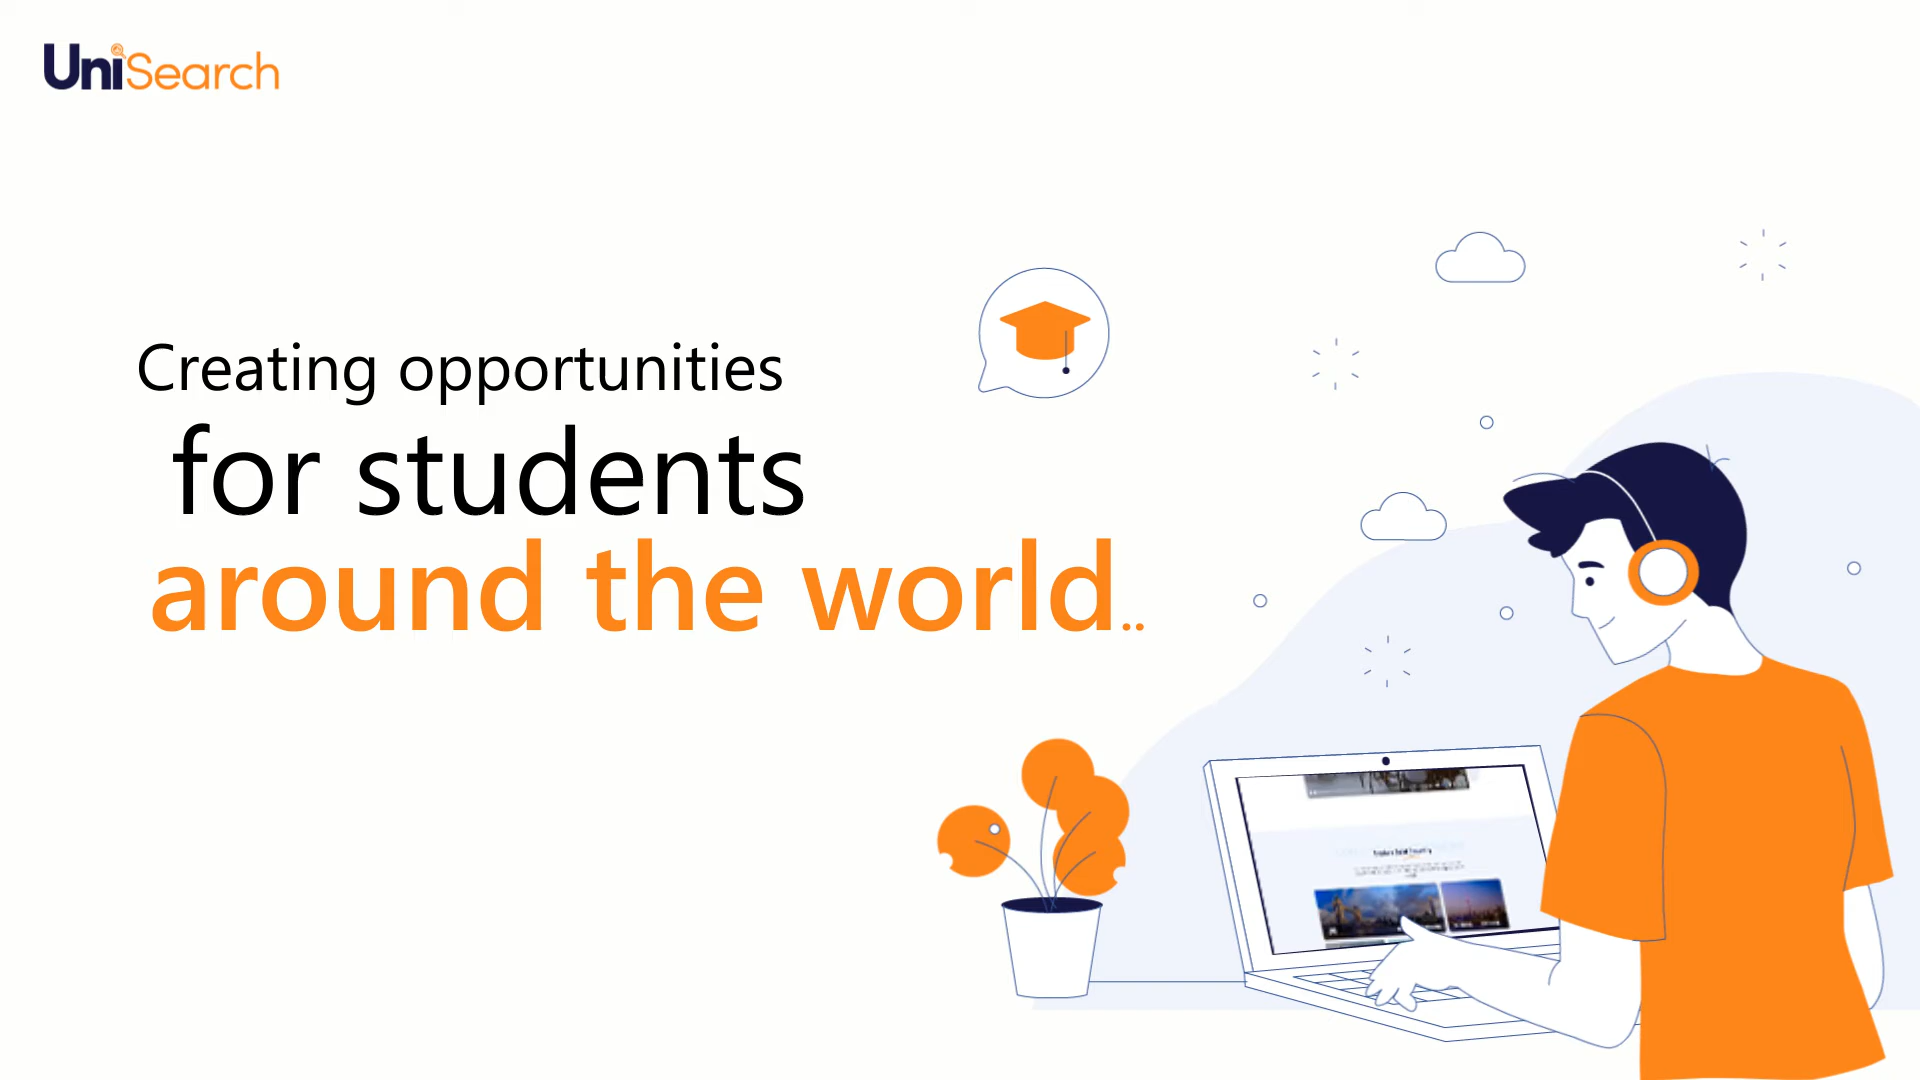 UniSearch
Creating opportunities
for students
around the world..